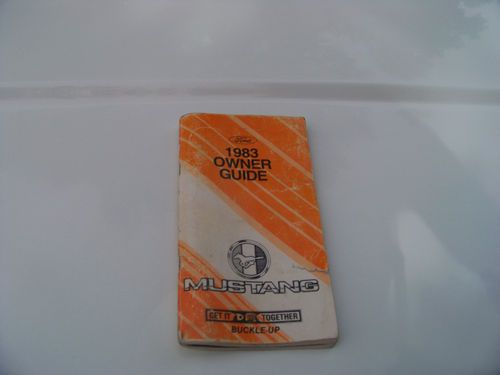 Ford
1983
OWNER
GUIDE
MUSTANG
GET IT TOGETHER
BUCKLE-UP